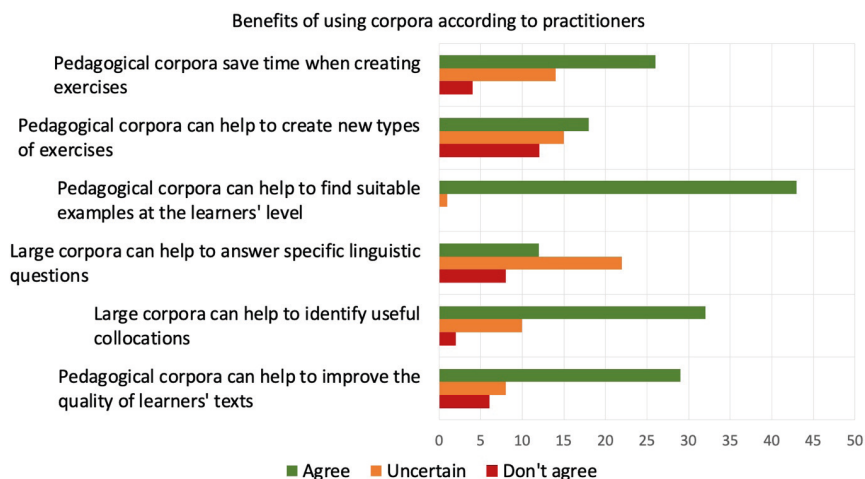 Benefits of using corpora according to practitioners
Pedagogical corpora save time when creating
exercises
Pedagogical corpora can help to create new types
of exercises
Pedagogical corpora can help to find suitable
examples at the learners' level
Large corpora can help to answer specific linguistic
questions
Large corpora can help to identify useful
collocations
Pedagogical corpora can help to improve the
quality of learners' texts
0 5 10 15 20 25 30 35 40 45 50
Agree Uncertain Don't agree